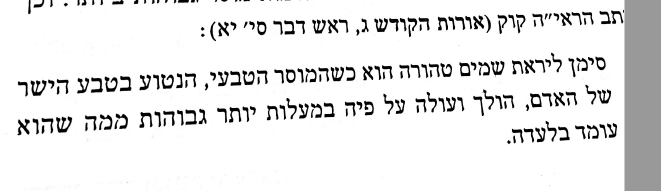 תב הראי״ה קוק (אורות הקודש ג, ראש דבר סי׳ יא):
סימן ליראת שמים טהורה הוא כשהמוסר הטבעי, הנטוע בטבע הישר
של האדם, הולך ועולה על פיה במעלות יותר גבוהות ממה שהוא
עומד בלעדה.